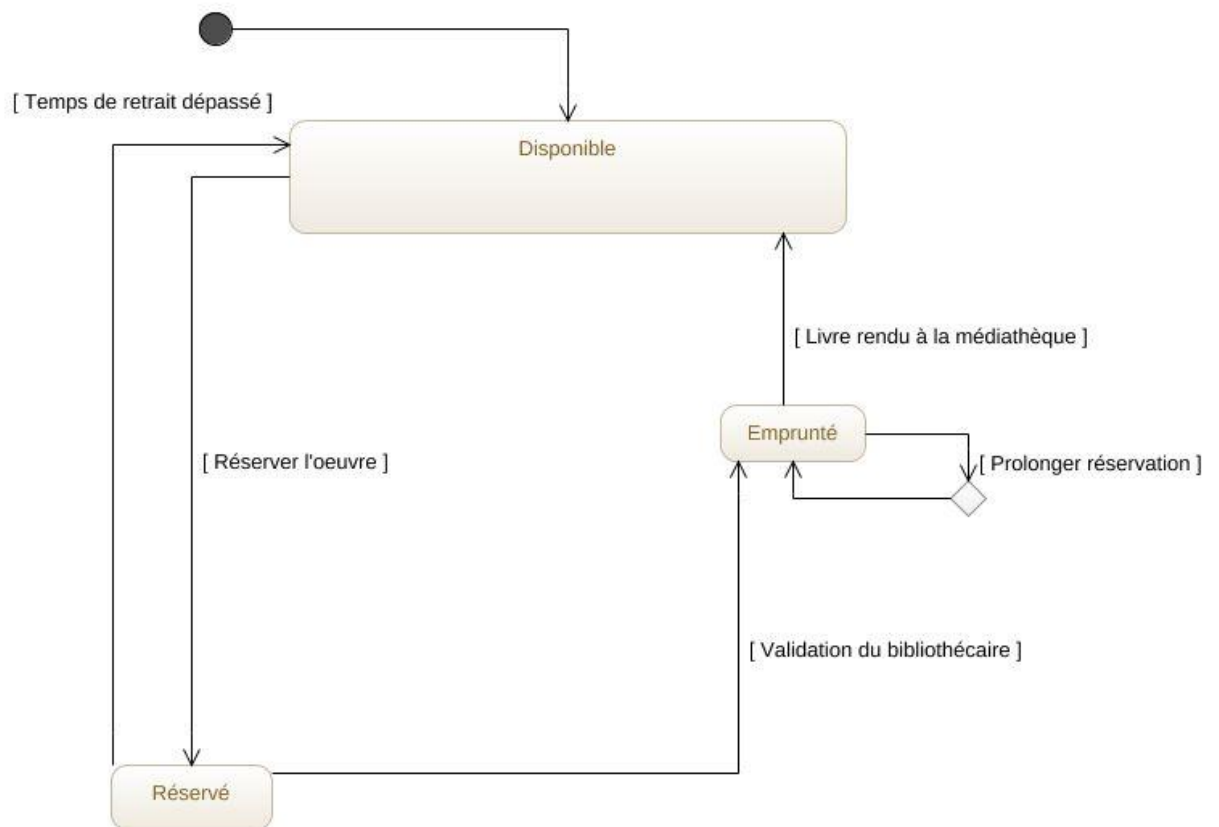 [ Temps de retrait dépassé ]
Disponible
[ Livre rendu à la médiathèque ]
Emprunté
[ Réserver l'oeuvre ]
[ Prolonger réservation ]
[ Validation du bibliothécaire ]
Réservé